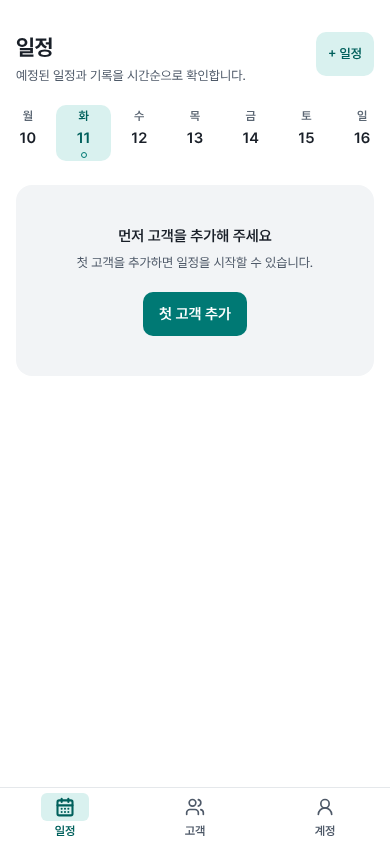 일정
+ 일정
예정된 일정과 기록을 시간순으로 확인합니다.
월 화 수 목 금 토 일
10 11 12 13 14 15 16
먼저 고객을 추가해 주세요
첫 고객을 추가하면 일정을 시작할 수 있습니다.
첫 고객 추가
일정 고객 계정